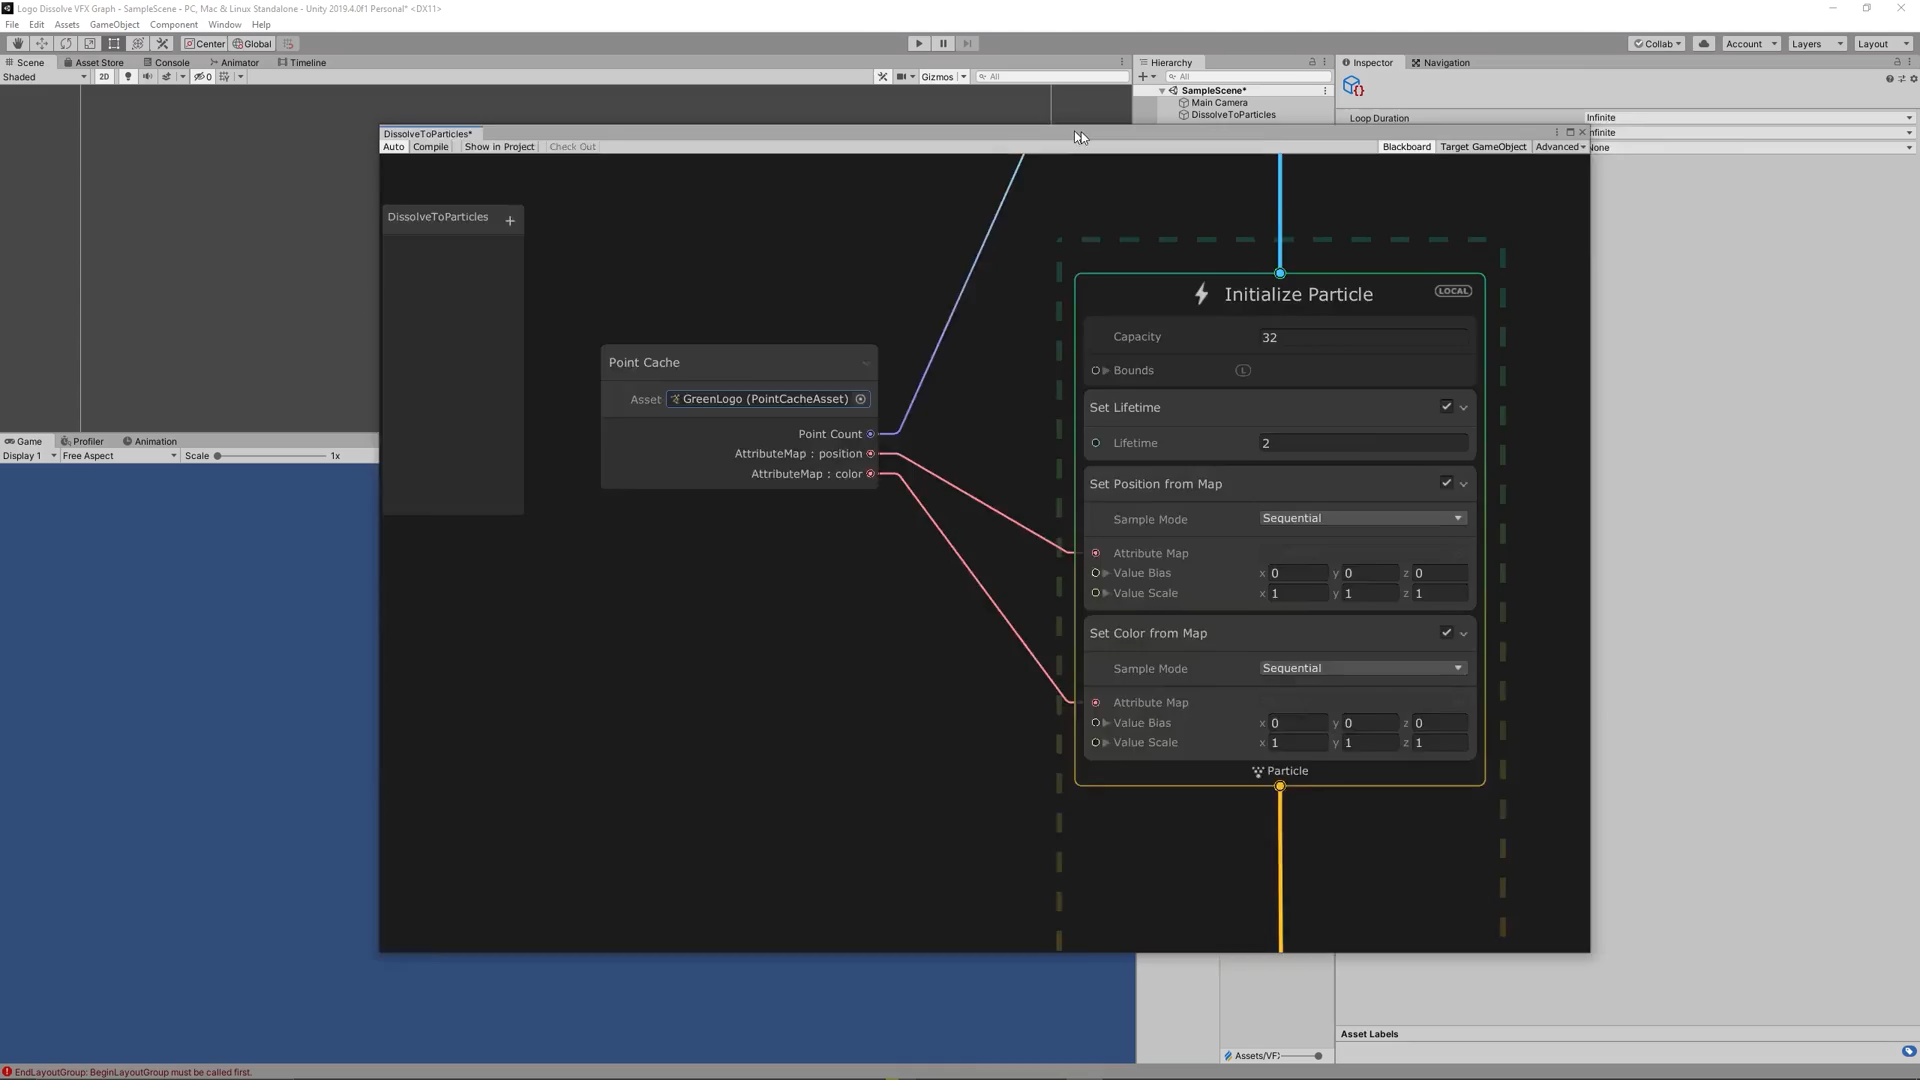 Logo Dissolve VFX Graph - SampleScene - PC, Mac & Linux Standalone - Unity 2019.4.0f1 Personal* <DX11>
File Edit Assets GameObject Component Window Help
Center Global Collab Account Layers Layout
Scene Asset Store Console Animator Timeline Hierarchy Inspector Navigation
Shaded 2D 0 Gizmos All All
SampleScene*
Main Camera
DissolveToParticles
Loop Duration Infinite
DissolveToParticles* nfinite
Auto Compile Show in Project Check Out Blackboard Target GameObject Advanced None
DissolveToParticles +
Initialize Particle LOCAL
Capacity 32
Point Cache
Bounds L
Asset GreenLogo (PointCacheAsset)
Set Lifetime
Point Count
Lifetime 2
AttributeMap : position
AttributeMap : color
Set Position from Map
Sample Mode Sequential
Attribute Map
Value Bias x 0 y 0 z 0
Value Scale x 1 y 1 z 1
Set Color from Map
Sample Mode Sequential
Attribute Map
Value Bias x 0 y 0 z 0
Value Scale x 1 y 1 z 1
Particle
Game Profiler Animation
Display 1 Free Aspect Scale 1x
Asset Labels
Assets/VF
EndLayoutGroup: BeginLayoutGroup must be called first.